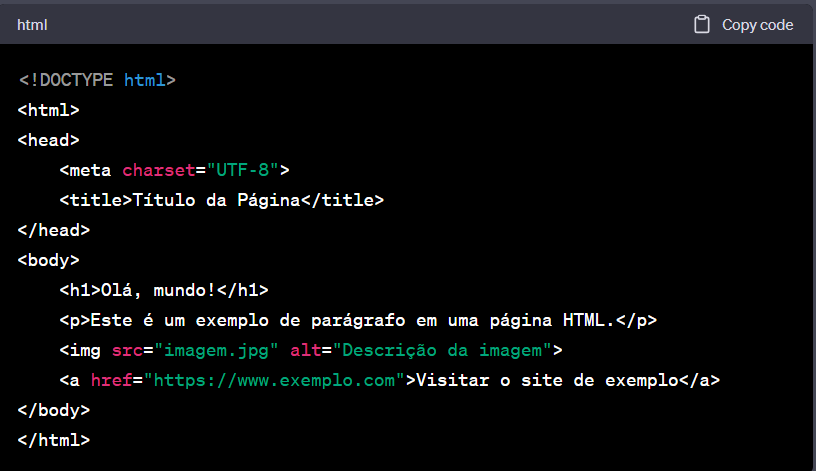 html
Copy code
<!DOCTYPE html>
<html>
<head>
    <meta charset="UTF-8">
    <title>Título da Página</title>
</head>
<body>
    <h1>Olá, mundo!</h1>
    <p>Este é um exemplo de parágrafo em uma página HTML.</p>
    <img src="imagem.jpg" alt="Descrição da imagem">
    <a href="https://www.exemplo.com">Visitar o site de exemplo</a>
</body>
</html>